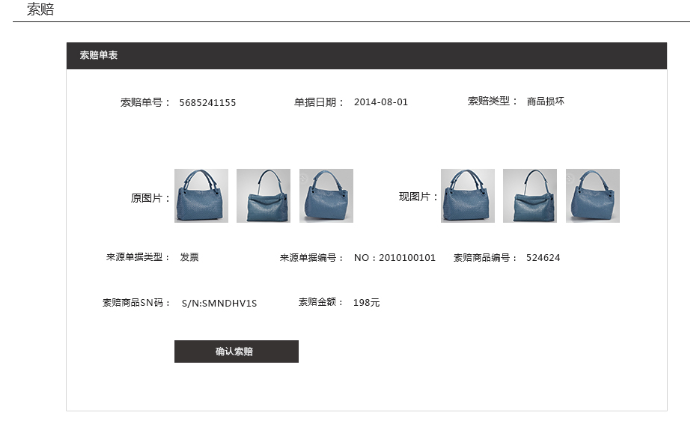 索赔
索赔单表
索赔单号： 5685241155 单据日期： 2014-08-01 索赔类型： 商品损坏
原图片： 现图片：
来源单据类型： 发票 来源单据编号： NO：2010100101 索赔商品编号： 524624
索赔商品SN码： S/N:SMNDHV1S 索赔金额： 198元
确认索赔